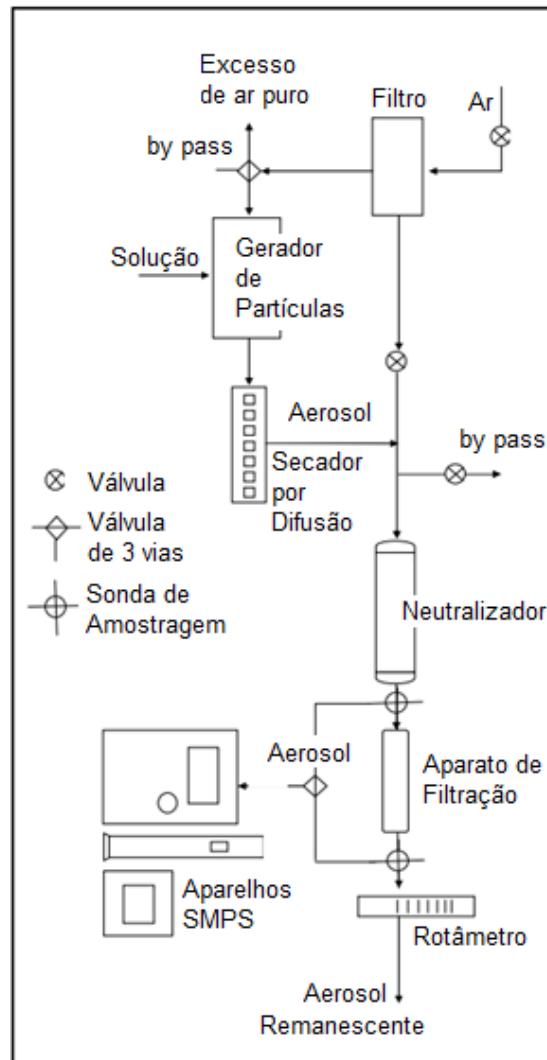 Excesso
de ar puro
Filtro
Ar
by pass
Solução
Gerador
de
Partículas
Aerosol
by pass
Secador
por
Difusão
Válvula
Válvula
de 3 vias
Sonda de
Amostragem
Neutralizador
Aerosol
Aparato de
Filtração
Aparelhos
SMPS
Rotâmetro
Aerosol
Remanescente